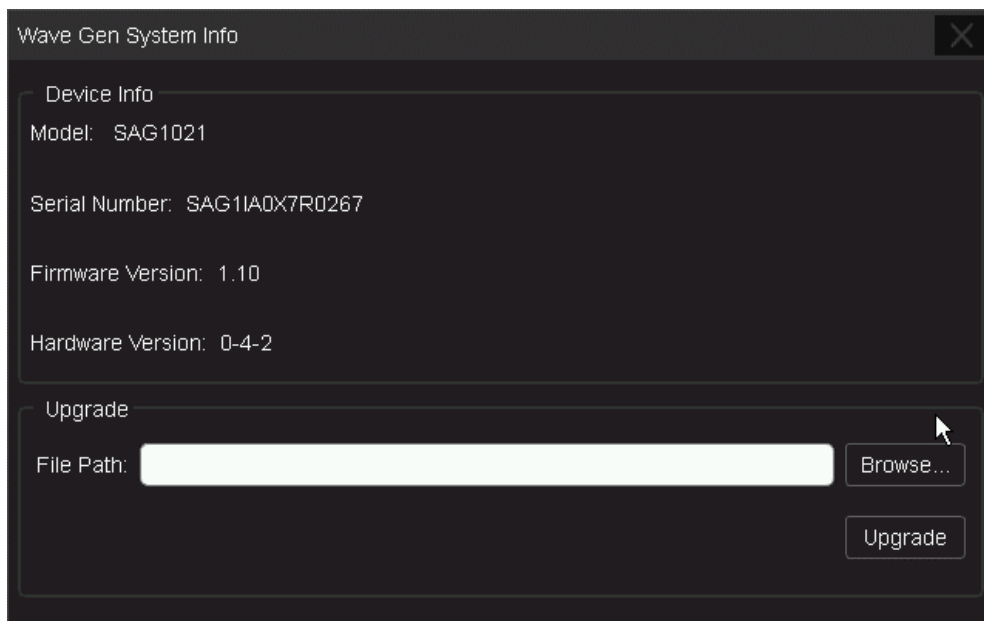 Wave Gen System Info
Device Info
Model: SAG1021
Serial Number: SAG1IA0X7R0267
Firmware Version: 1.10
Hardware Version: 0-4-2
Upgrade
File Path:
Browse...
Upgrade